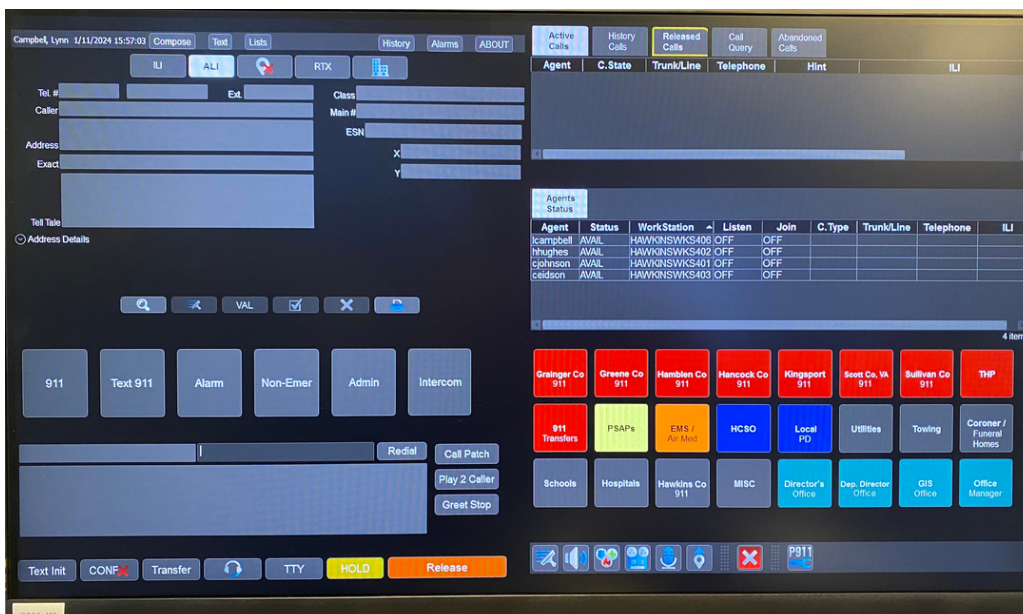 Campbel, Lynn 1/11/2024 15:57:03 Compose Text Lists History Alarms ABOUT
ILI ALI RTX
Tel. # Ext.
Class
Caller
Main #
ESN
Address
X
Exact
Y
Tell Tale
Address Details
VAL
911 Text 911 Alarm Non-Emer Admin Intercom
Redial Call Patch
Play 2 Caller
Greet Stop
Text Init CONF Transfer TTY HOLD Release
Active Calls History Calls Released Calls Call Query Abandoned Calls
Agent C.State Trunk/Line Telephone Hint ILI
Agents Status
Agent Status WorkStation Listen Join C.Type Trunk/Line Telephone ILI
lcampbell AVAIL HAWKINSWKS406 OFF OFF
hhughes AVAIL HAWKINSWKS402 OFF OFF
cjohnson AVAIL HAWKINSWKS401 OFF OFF
ceidson AVAIL HAWKINSWKS403 OFF OFF
4 item
Grainger Co 911 Greene Co 911 Hamblen Co 911 Hancock Co 911 Kingsport 911 Scott Co, VA 911 Sullivan Co 911 THP
911 Transfers PSAPs EMS / Air Med HCSO Local PD Utilities Towing Coroner / Funeral Homes
Schools Hospitals Hawkins Co 911 MISC Director's Office Dep. Director Office GIS Office Office Manager
P911